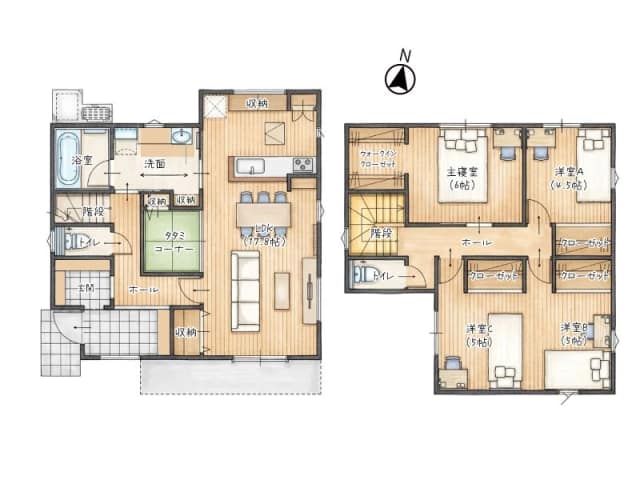 N
収納
浴室
洗面
階段
収納
収納
タタミ
コーナー
LDK
(17.8帖)
トイレ
玄関
ホール
収納
ウォークイン
クローゼット
主寝室
(6帖)
洋室A
(4.5帖)
階段
ホール
クローゼット
トイレ
クローゼット
クローゼット
洋室C
(5帖)
洋室B
(5帖)